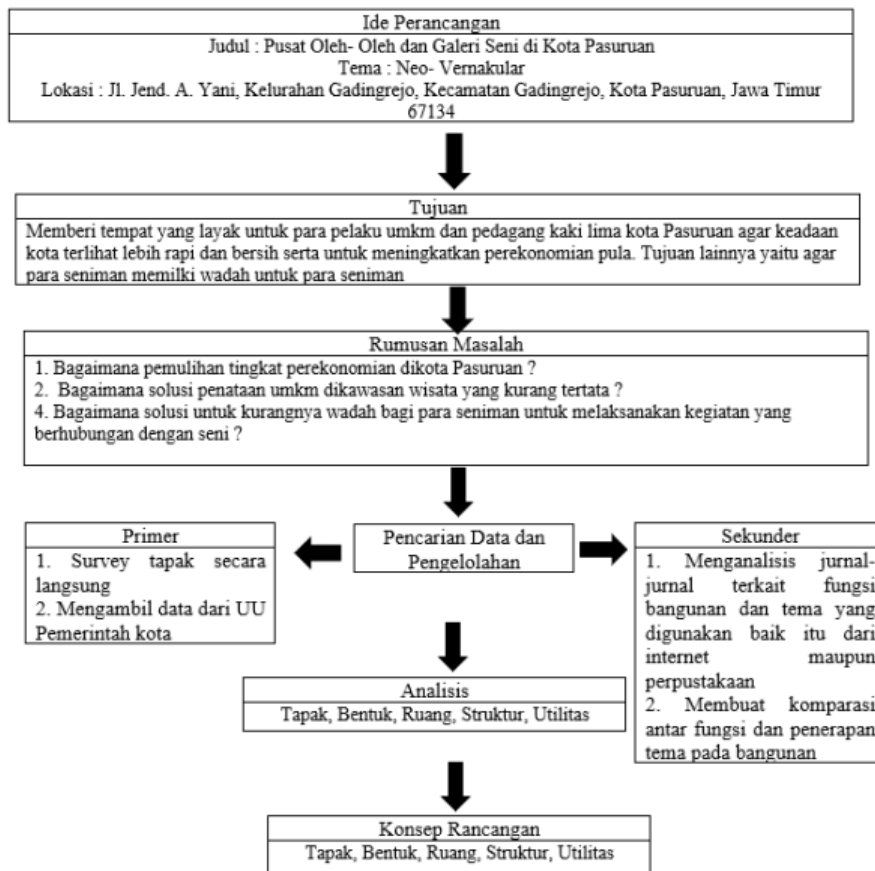 Ide Perancangan
Judul : Pusat Oleh- Oleh dan Galeri Seni di Kota Pasuruan
Tema : Neo- Vernakular
Lokasi : Jl. Jend. A. Yani, Kelurahan Gadingrejo, Kecamatan Gadingrejo, Kota Pasuruan, Jawa Timur
67134
Tujuan
Memberi tempat yang layak untuk para pelaku umkm dan pedagang kaki lima kota Pasuruan agar keadaan
kota terlihat lebih rapi dan bersih serta untuk meningkatkan perekonomian pula. Tujuan lainnya yaitu agar
para seniman memilki wadah untuk para seniman
Rumusan Masalah
1. Bagaimana pemulihan tingkat perekonomian dikota Pasuruan ?
2. Bagaimana solusi penataan umkm dikawasan wisata yang kurang tertata ?
4. Bagaimana solusi untuk kurangnya wadah bagi para seniman untuk melaksanakan kegiatan yang
berhubungan dengan seni ?
Pencarian Data dan
Pengelolahan
Primer
1. Survey tapak secara
langsung
2. Mengambil data dari UU
Pemerintah kota
Sekunder
1. Menganalisis jurnal-
jurnal terkait fungsi
bangunan dan tema yang
digunakan baik itu dari
internet maupun
perpustakaan
2. Membuat komparasi
antar fungsi dan penerapan
tema pada bangunan
Analisis
Tapak, Bentuk, Ruang, Struktur, Utilitas
Konsep Rancangan
Tapak, Bentuk, Ruang, Struktur, Utilitas